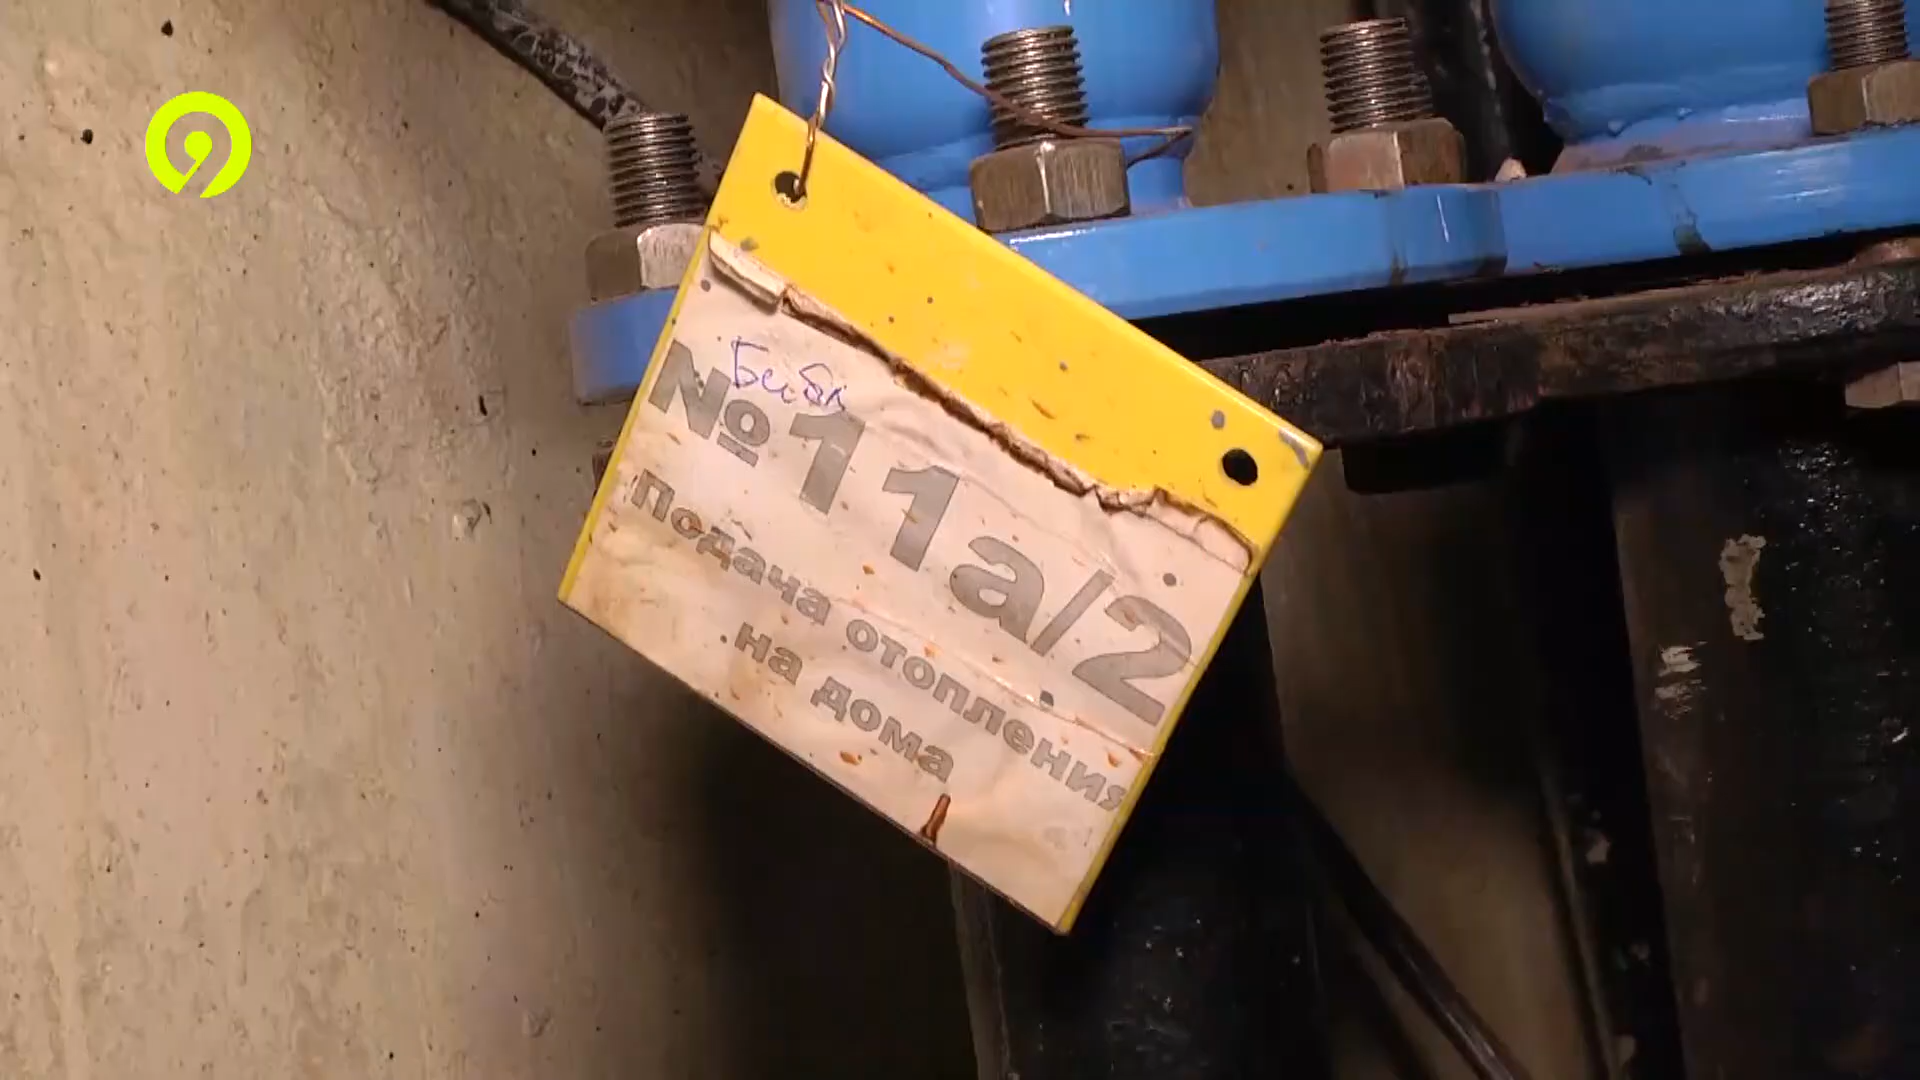 №11а/2
Подача отопления
на дома